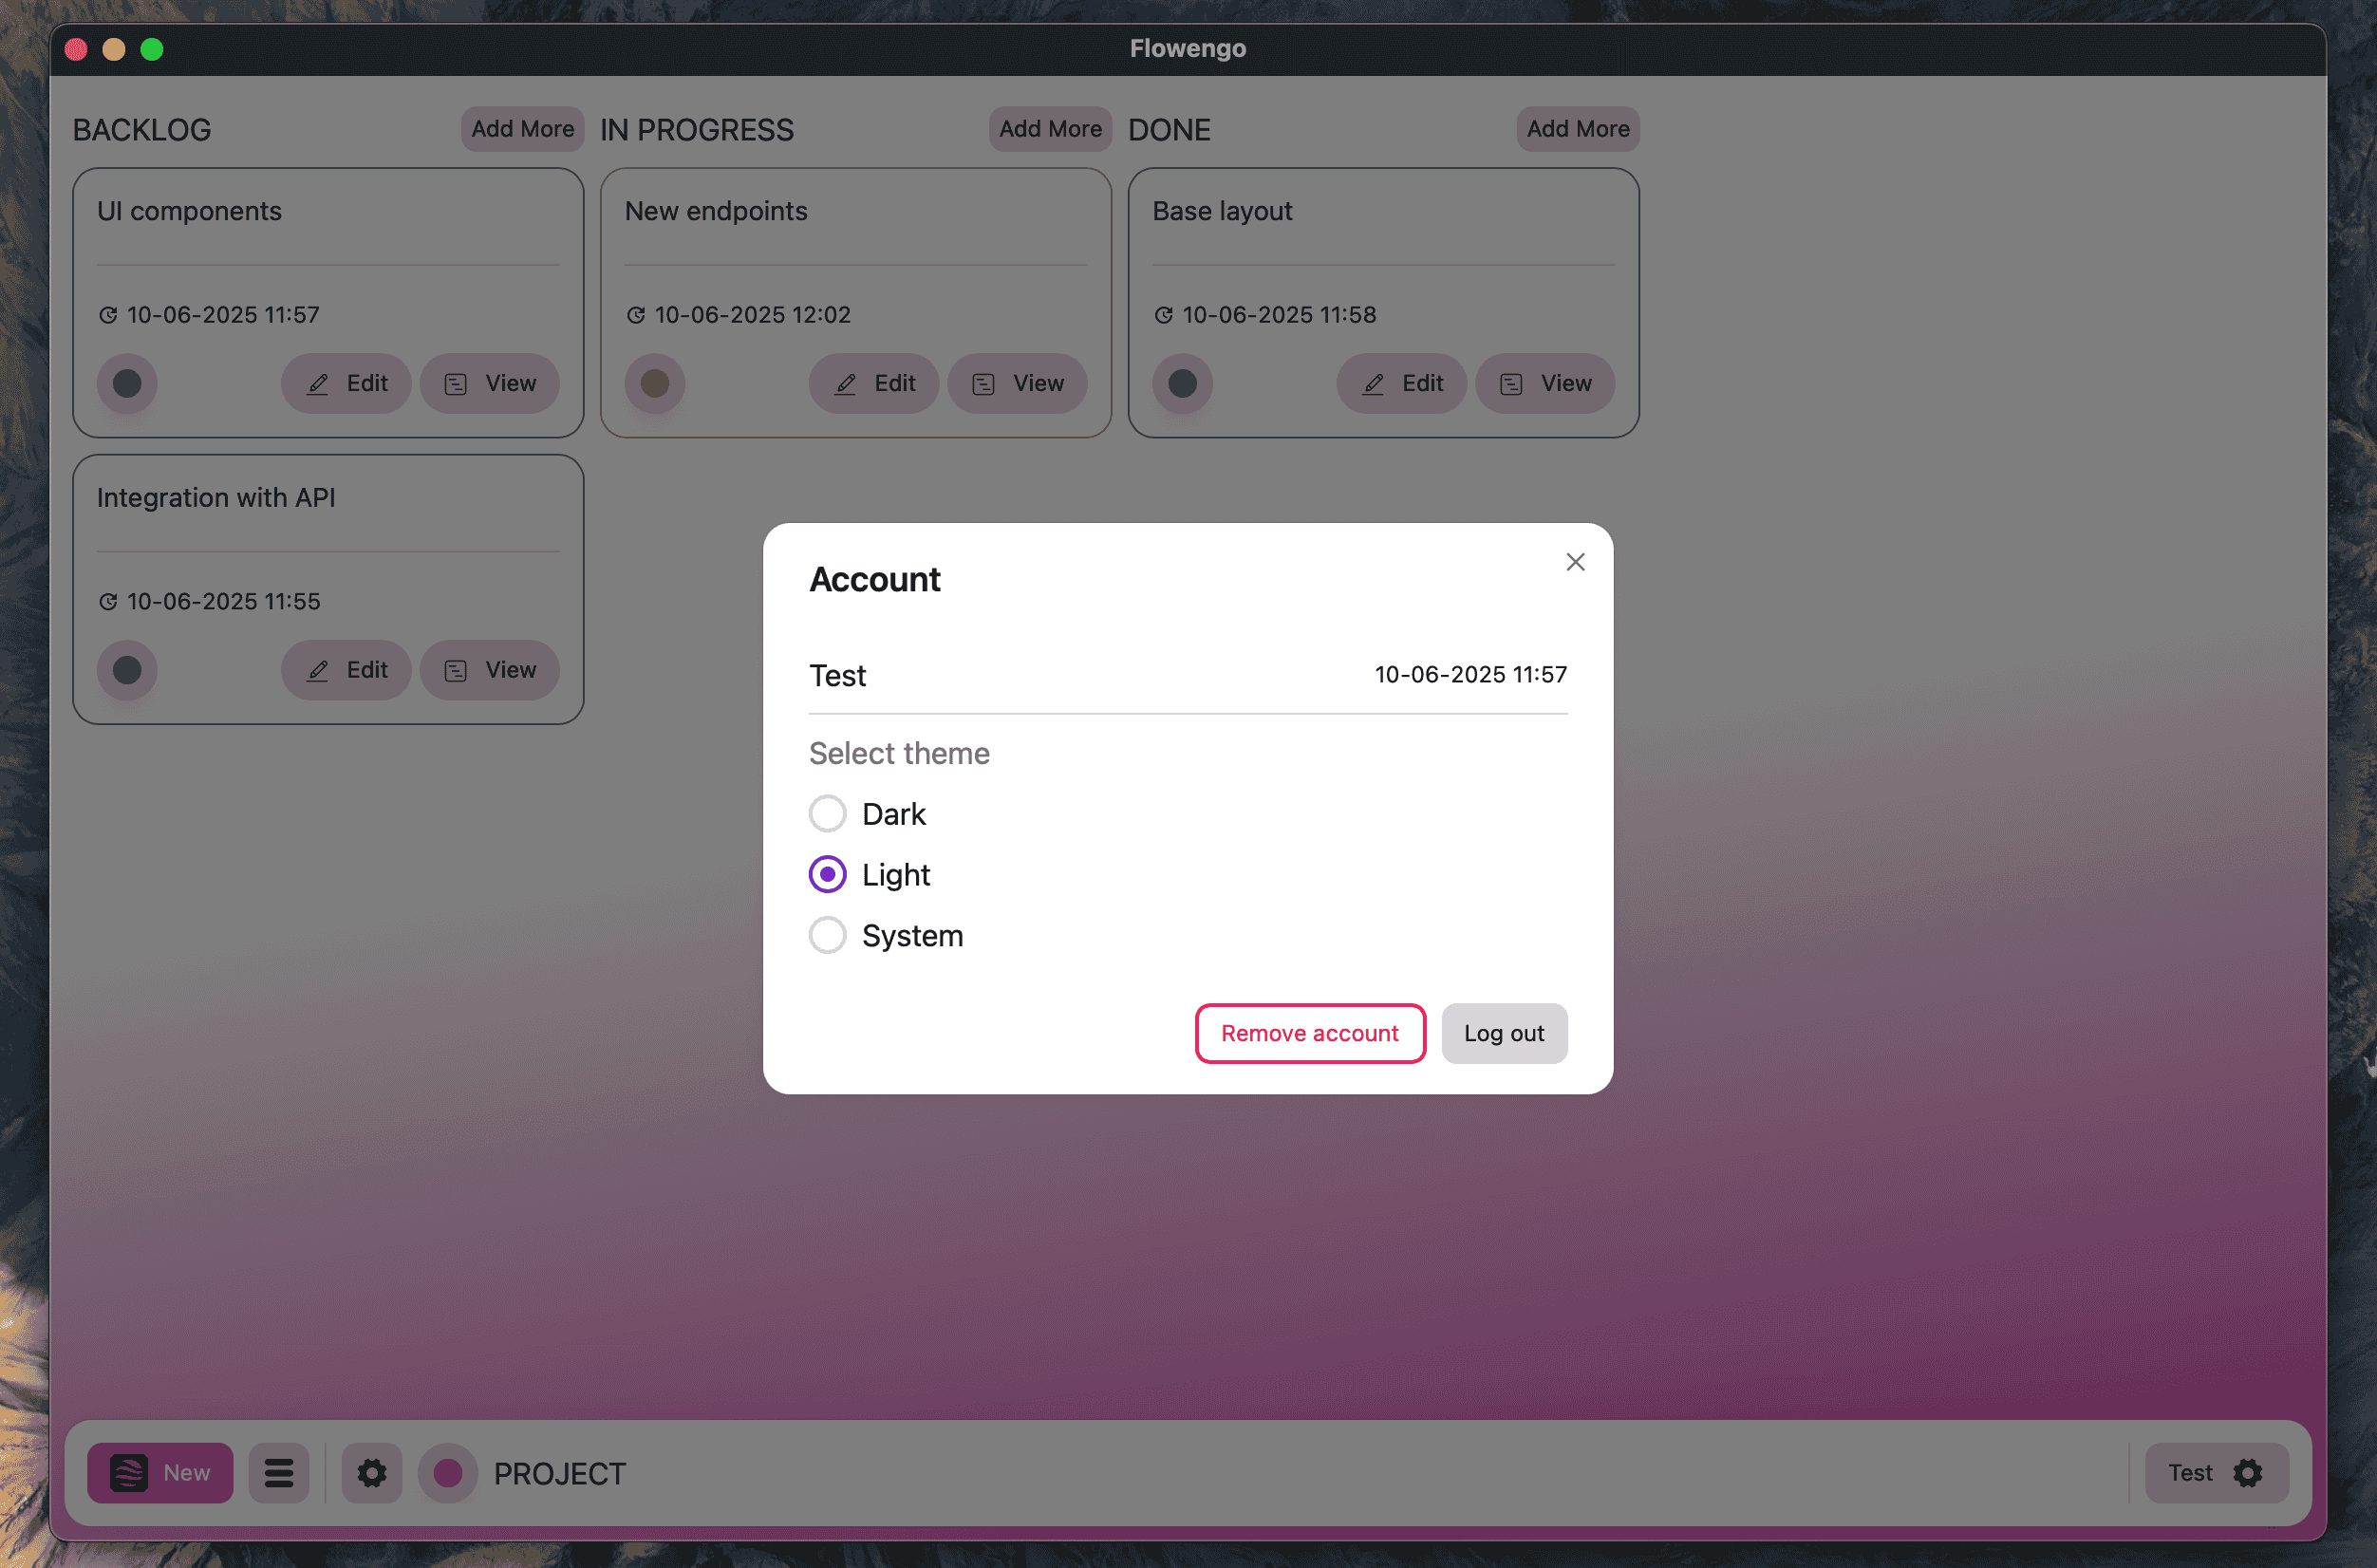 Flowengo
BACKLOG
Add More
UI components
10-06-2025 11:57
Edit
View
Integration with API
10-06-2025 11:55
Edit
View
IN PROGRESS
Add More
New endpoints
10-06-2025 12:02
Edit
View
DONE
Add More
Base layout
10-06-2025 11:58
Edit
View
Account
Test
10-06-2025 11:57
Select theme
Dark
Light
System
Remove account
Log out
New
PROJECT
Test